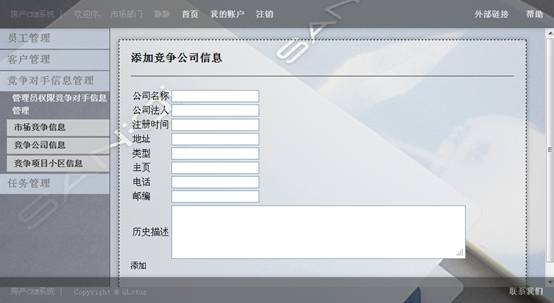 房产CRM系统 | 欢迎你, 市场部门 静静 首页 我的账户 注销 外部链接 帮助
员工管理
客户管理
竞争对手信息管理
管理员权限竞争对手信息
管理
市场竞争信息
竞争公司信息
竞争项目小区信息
任务管理
添加竞争公司信息
公司名称
公司法人
注册时间
地址
类型
主页
电话
邮编
历史描述
添加
房产CRM系统 | Copyright © 联系我们